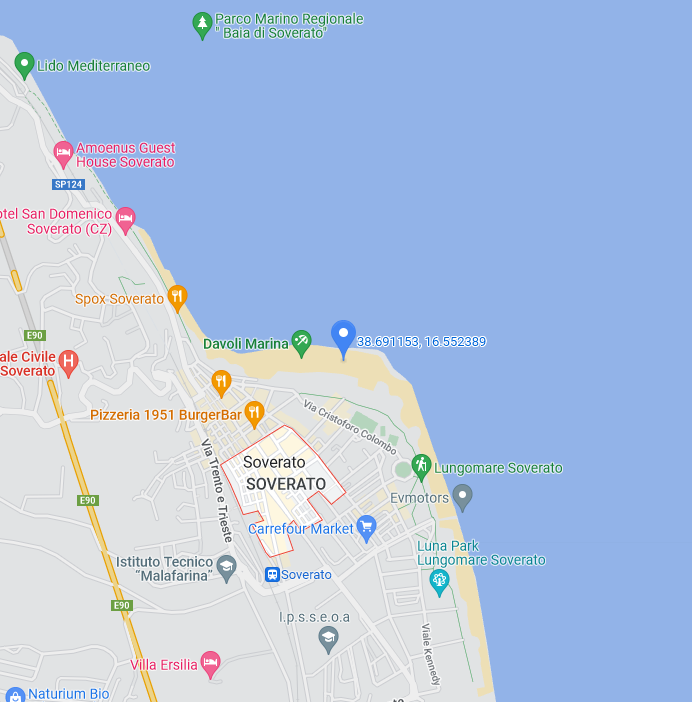 Parco Marino Regionale
" Baia di Soverato"
Lido Mediterraneo
Amoenus Guest
House Soverato
SP124
otel San Domenico
Soverato (CZ)
Spox Soverato
E90
Davoli Marina
38.691153, 16.552389
ale Civile
Soverato
H
Pizzeria 1951 BurgerBar
Via Cristoforo Colombo
Via Trento e Trieste
Soverato
SOVERATO
Lungomare Soverato
E90
Evmotors
Carrefour Market
Luna Park
Lungomare Soverato
Istituto Tecnico
"Malafarina"
Soverato
E90
I.p.s.s.e.o.a
Viale Kennedy
Villa Ersilia
Naturium Bio